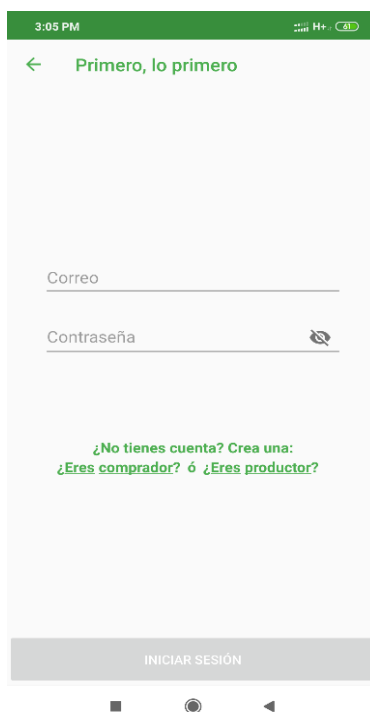 3:05 PM H+ 61
Primero, lo primero
Correo
Contraseña
¿No tienes cuenta? Crea una:
¿Eres comprador? ó ¿Eres productor?
INICIAR SESIÓN